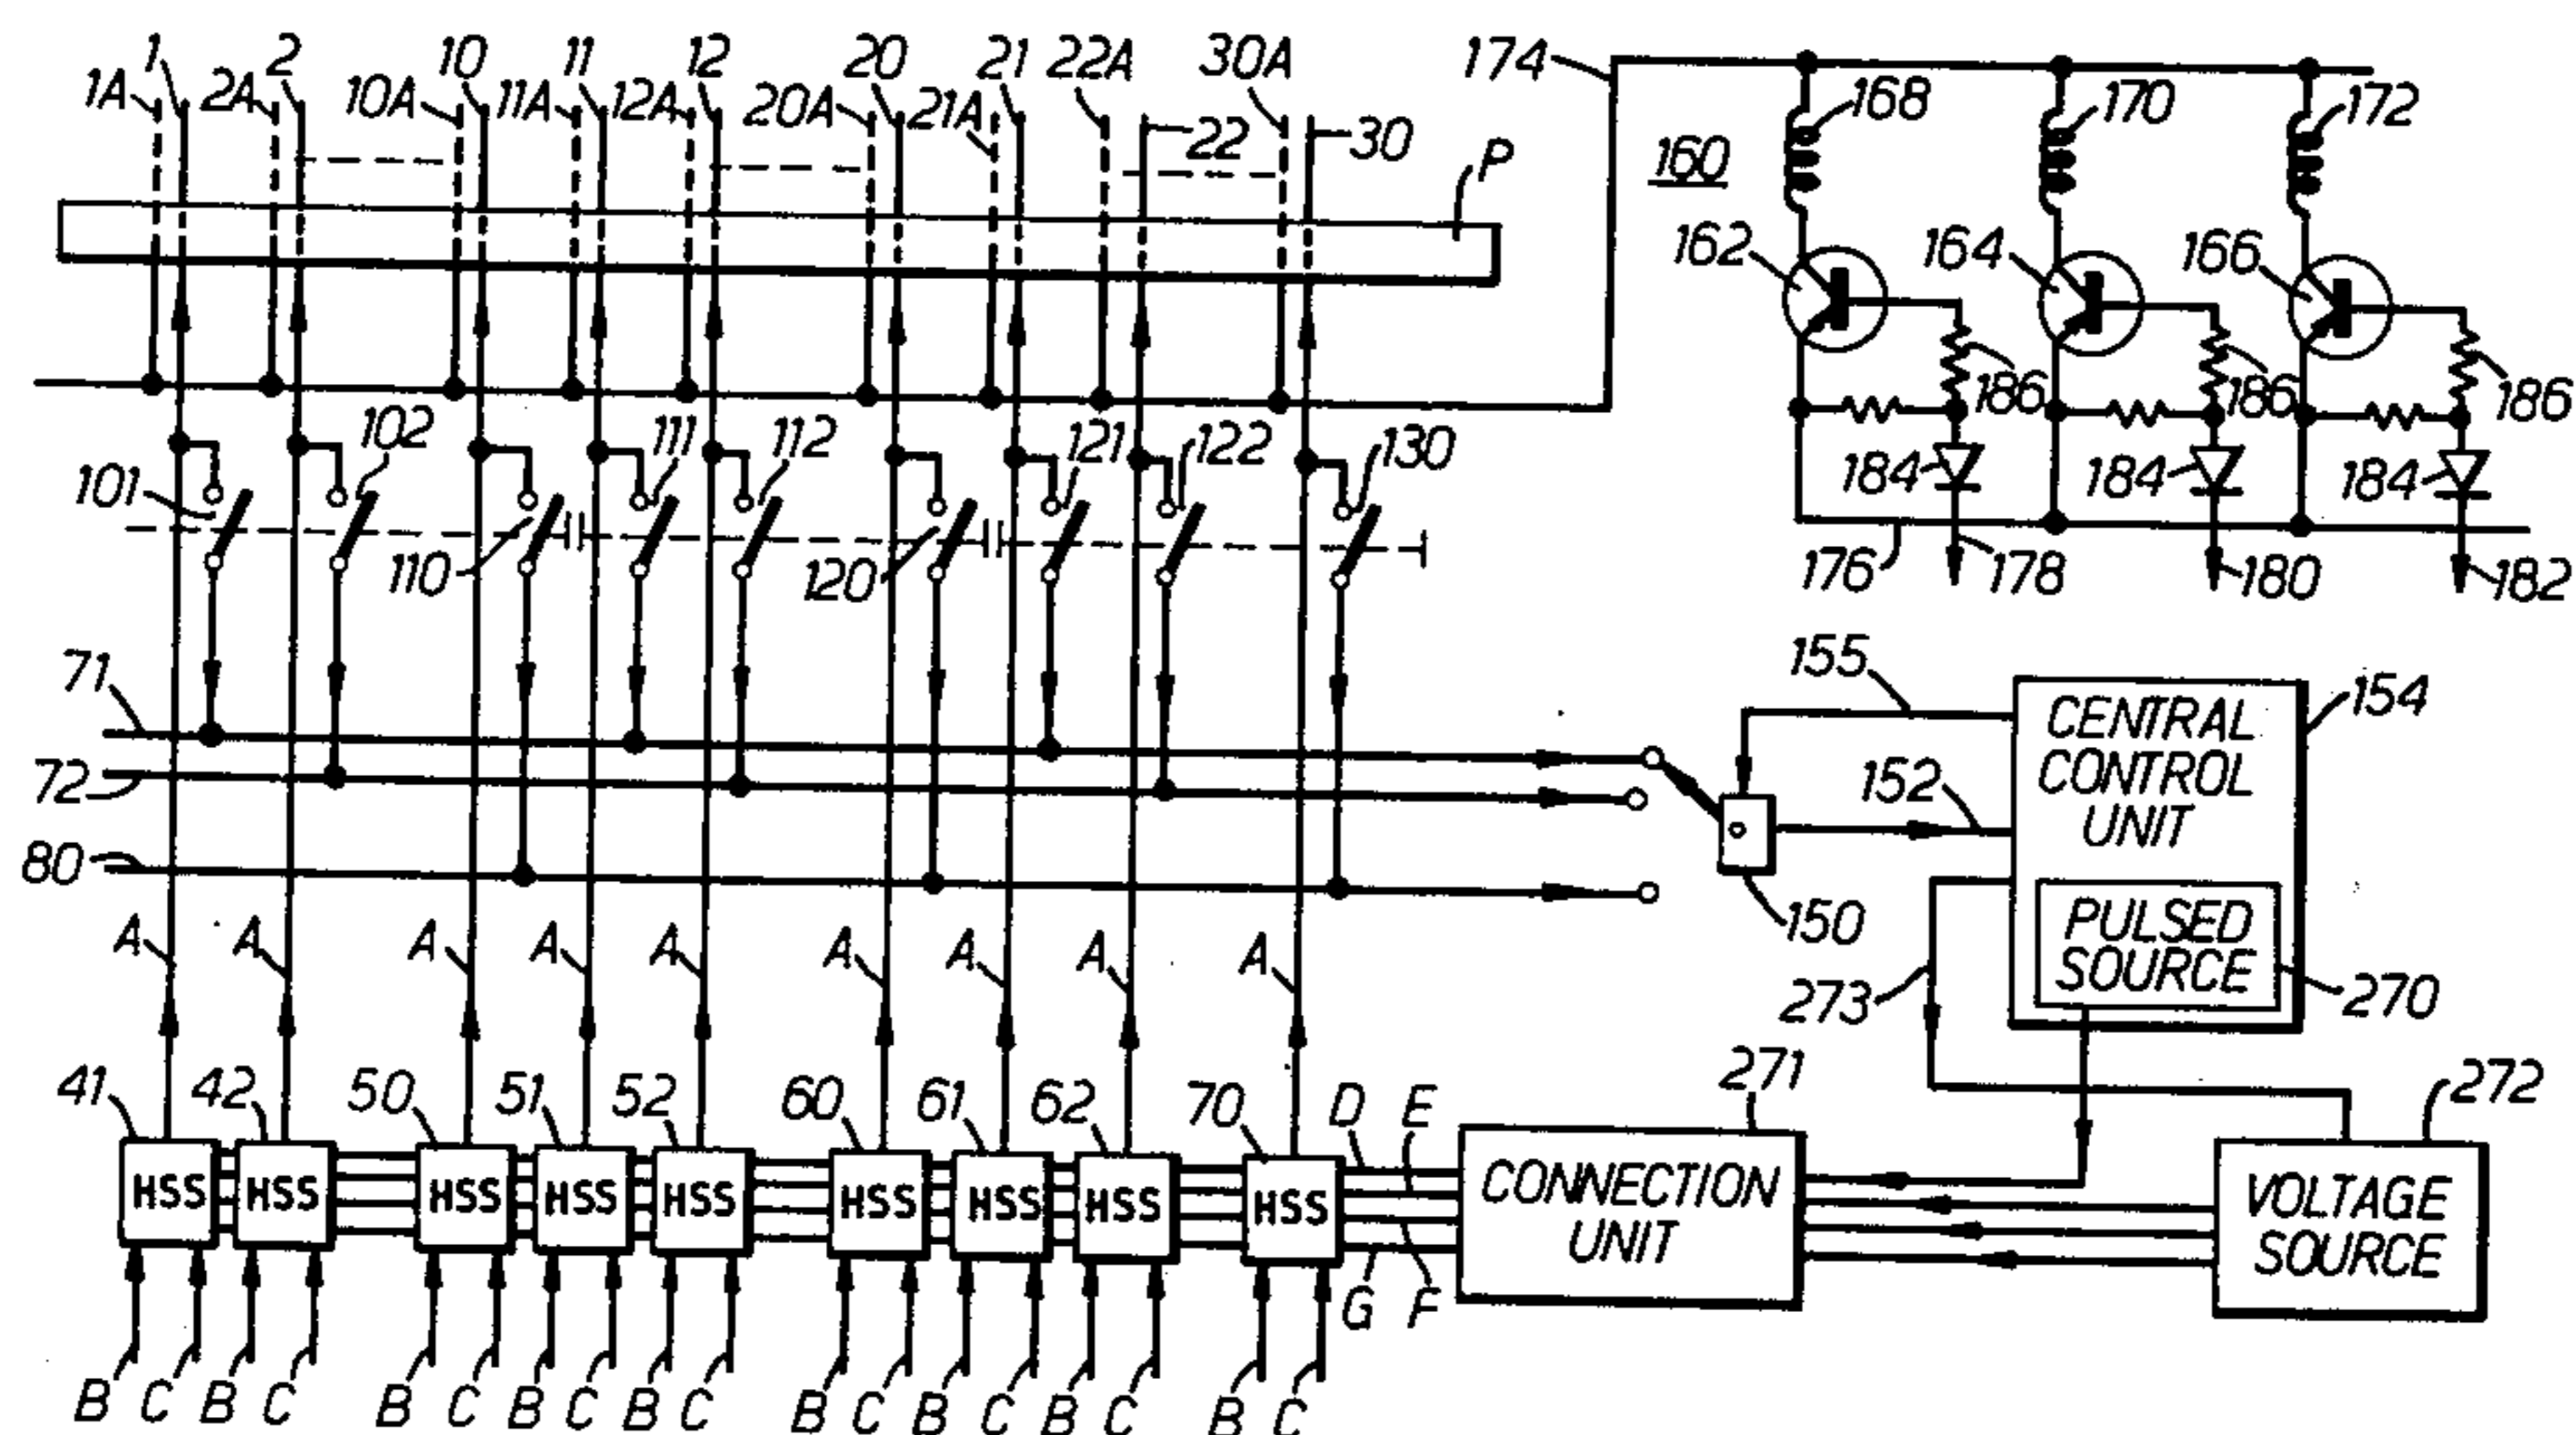 1A 1 2A 2 10A 10 11A 11 12A 12 20A 20 21A 21 22A 22 30A 30 P
174 168 170 172
160
162 164 166
186 186 186
184 184 184
176 178 180 182
101 102 110 111 112 120 121 122 130
71
72
80
155
152
150
154
CENTRAL
CONTROL
UNIT
PULSED
SOURCE
270
273
A A A A A A A A A
41 42 50 51 52 60 61 62 70
D E
G F
HSS HSS HSS HSS HSS HSS HSS HSS HSS
271
CONNECTION
UNIT
272
VOLTAGE
SOURCE
B C B C B C B C B C B C B C B C B C